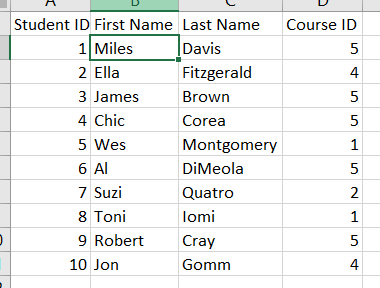 A B C D
Student ID First Name Last Name Course ID
1 Miles Davis 5
2 Ella Fitzgerald 4
3 James Brown 5
4 Chic Corea 5
5 Wes Montgomery 1
6 Al DiMeola 5
7 Suzi Quatro 2
8 Toni Iomi 1
9 Robert Cray 5
10 Jon Gomm 4